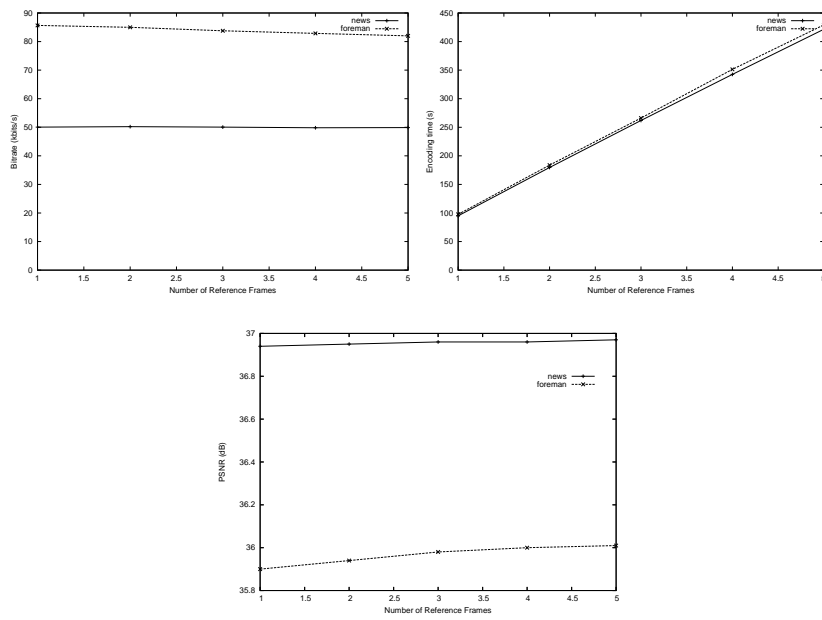 90
80
70
60
50
40
30
20
10
0
Bitrate (kbits/s)
news
foreman
1 1.5 2 2.5 3 3.5 4 4.5 5
Number of Reference Frames
450
400
350
300
250
200
150
100
50
0
Encoding time (s)
news
foreman
1 1.5 2 2.5 3 3.5 4 4.5
Number of Reference Frames
37
36.8
36.6
36.4
36.2
36
35.8
PSNR (dB)
news
foreman
1 1.5 2 2.5 3 3.5 4 4.5 5
Number of Reference Frames